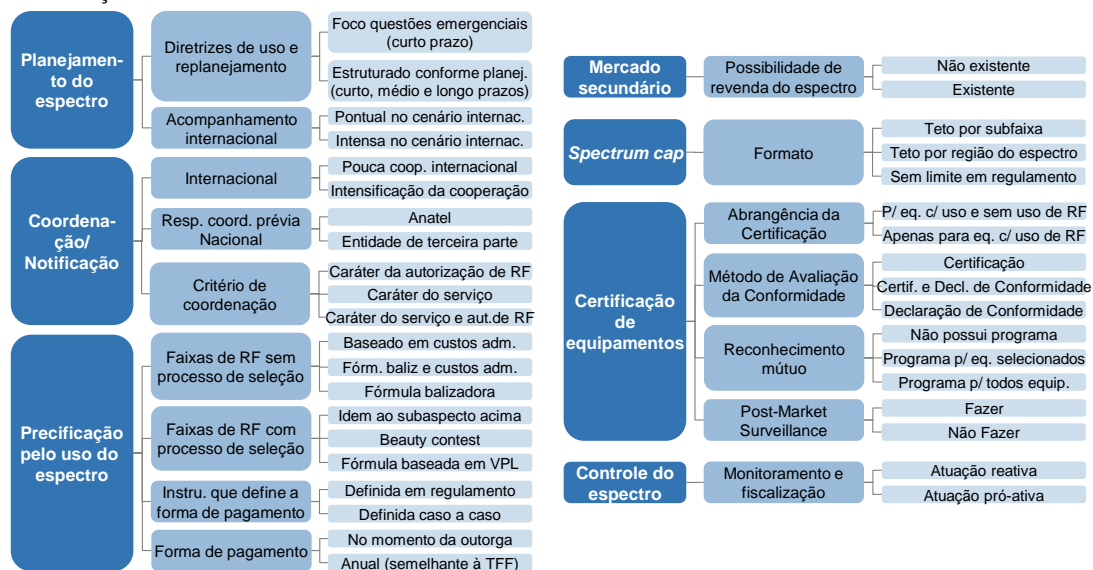 Planejamen-
to do
espectro
Diretrizes de uso e
replanejamento
Foco questões emergenciais
(curto prazo)
Estruturado conforme planej.
(curto, médio e longo prazos)
Acompanhamento
internacional
Pontual no cenário internac.
Intensa no cenário internac.
Coordena-
ção/
Notificação
Internacional
Pouca coop. internacional
Intensificação da cooperação
Resp. coord. prévia
Nacional
Anatel
Entidade de terceira parte
Critério de
coordenação
Caráter da autorização de RF
Caráter do serviço
Caráter do serviço e aut.de RF
Precificação
pelo uso do
espectro
Faixas de RF sem
processo de seleção
Baseado em custos adm.
Fórm. baliz e custos adm.
Fórmula balizadora
Faixas de RF com
processo de seleção
Idem ao subaspecto acima
Beauty contest
Fórmula baseada em VPL
Instru. que define a
forma de pagamento
Definida em regulamento
Definida caso a caso
Forma de pagamento
No momento da outorga
Anual (semelhante à TFF)
Mercado
secundário
Possibilidade de
revenda do espectro
Não existente
Existente
Spectrum cap
Formato
Teto por subfaixa
Teto por região do espectro
Sem limite em regulamento
Certificação
de
equipamentos
Abrangência da
Certificação
P/ eq. c/ uso e sem uso de RF
Apenas para eq. c/ uso de RF
Método de Avaliação
da Conformidade
Certificação
Certif. e Decl. de Conformidade
Declaração de Conformidade
Reconhecimento
mútuo
Não possui programa
Programa p/ eq. selecionados
Programa p/ todos equip.
Post-Market
Surveillance
Fazer
Não Fazer
Controle do
espectro
Monitoramento e
fiscalização
Atuação reativa
Atuação pró-ativa